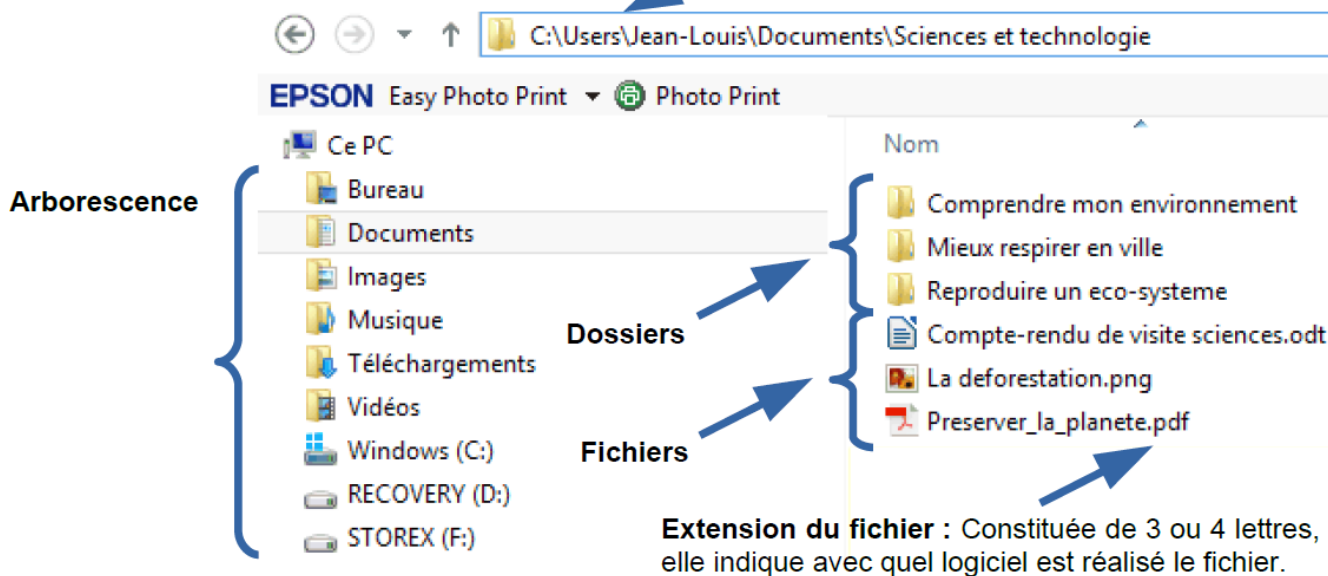 C:\Users\Jean-Louis\Documents\Sciences et technologie
EPSON Easy Photo Print Photo Print
Ce PC
Arborescence
Bureau
Documents
Images
Musique
Téléchargements
Vidéos
Windows (C:)
RECOVERY (D:)
STOREX (F:)
Dossiers
Fichiers
Nom
Comprendre mon environnement
Mieux respirer en ville
Reproduire un eco-systeme
Compte-rendu de visite sciences.odt
La deforestation.png
Preserver_la_planete.pdf
Extension du fichier : Constituée de 3 ou 4 lettres,
elle indique avec quel logiciel est réalisé le fichier.